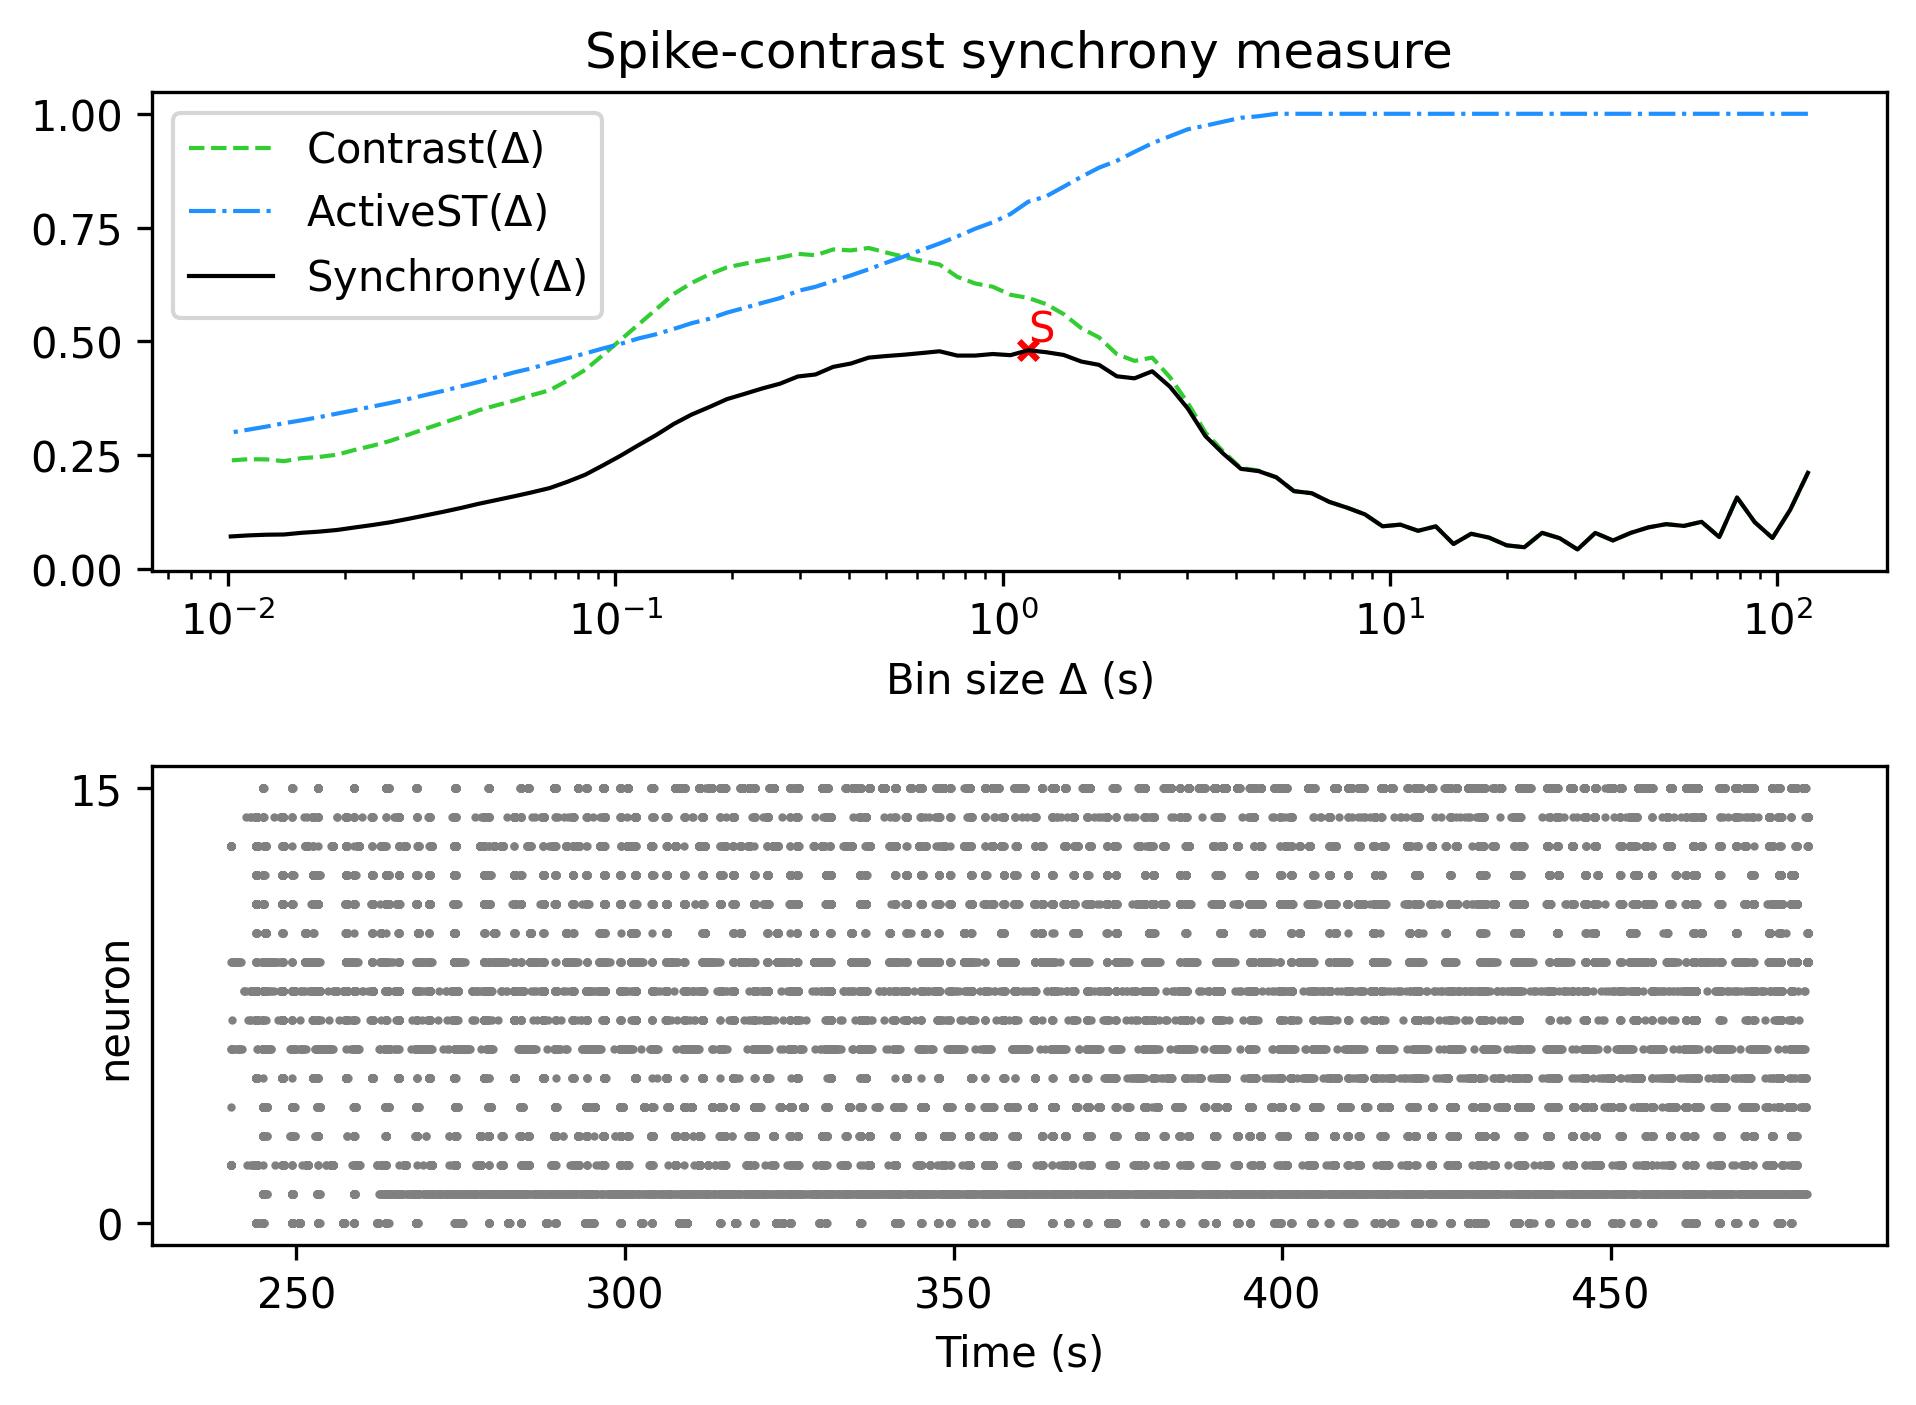 Spike-contrast synchrony measure
1.00
0.75
0.50
0.25
0.00
Contrast(Δ)
ActiveST(Δ)
Synchrony(Δ)
S
10⁻² 10⁻¹ 10⁰ 10¹ 10²
Bin size Δ (s)
15
0
neuron
250 300 350 400 450
Time (s)